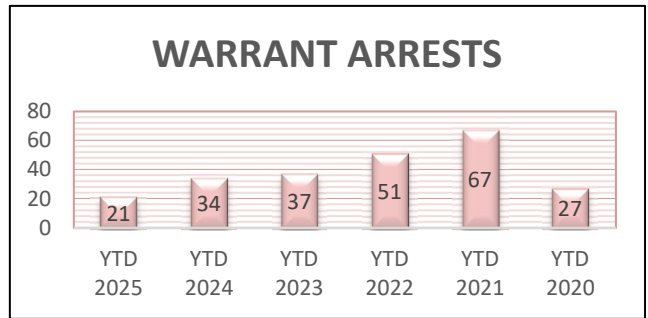 WARRANT ARRESTS
80
60
40
20
0
21
34
37
51
67
27
YTD 2025
YTD 2024
YTD 2023
YTD 2022
YTD 2021
YTD 2020